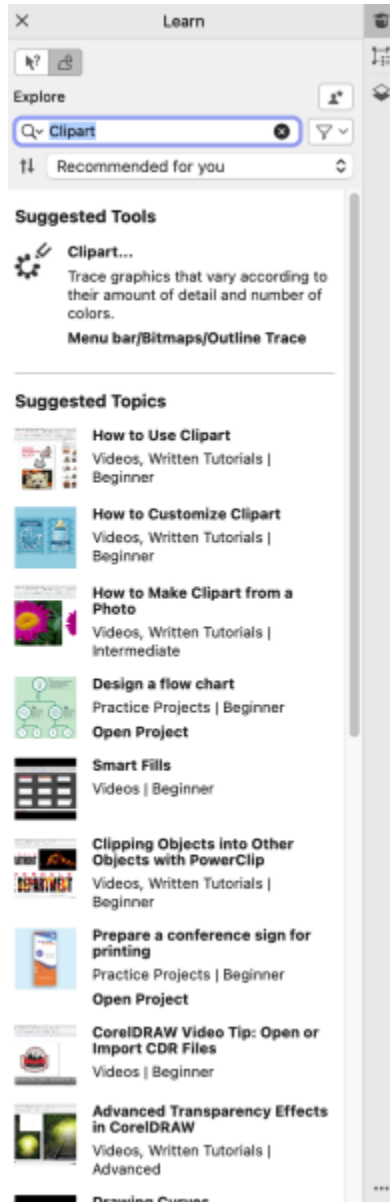 Learn
Explore
Clipart
Recommended for you
Suggested Tools
Clipart...
Trace graphics that vary according to
their amount of detail and number of
colors.
Menu bar/Bitmaps/Outline Trace
Suggested Topics
How to Use Clipart
Videos, Written Tutorials |
Beginner
How to Customize Clipart
Videos, Written Tutorials |
Beginner
How to Make Clipart from a
Photo
Videos, Written Tutorials |
Intermediate
Design a flow chart
Practice Projects | Beginner
Open Project
Smart Fills
Videos | Beginner
Clipping Objects into Other
Objects with PowerClip
Videos, Written Tutorials |
Beginner
Prepare a conference sign for
printing
Practice Projects | Beginner
Open Project
CorelDRAW Video Tip: Open or
Import CDR Files
Videos | Beginner
Advanced Transparency Effects
in CorelDRAW
Videos, Written Tutorials |
Advanced
Drawing Curves